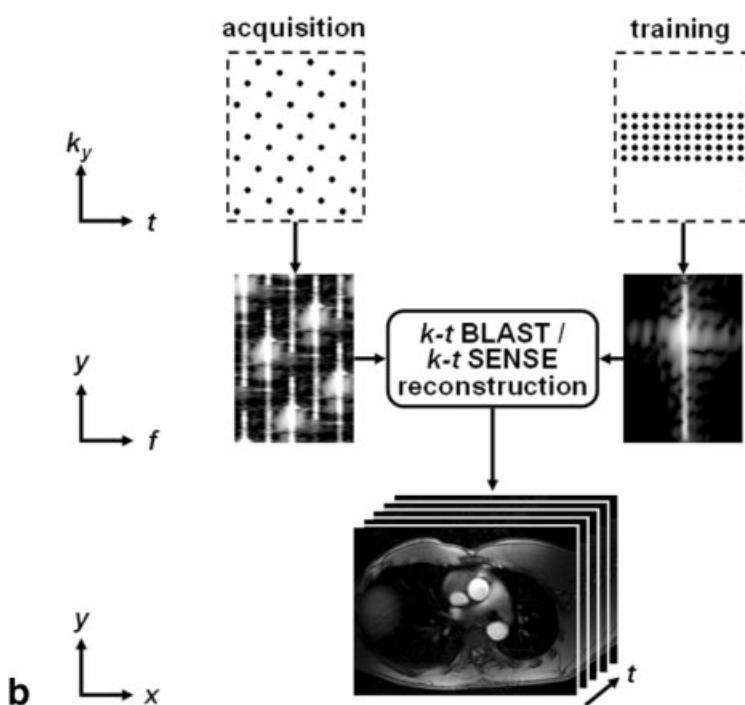 acquisition
training
k_y
t
y
f
k-t BLAST /
k-t SENSE
reconstruction
y
x
t
b